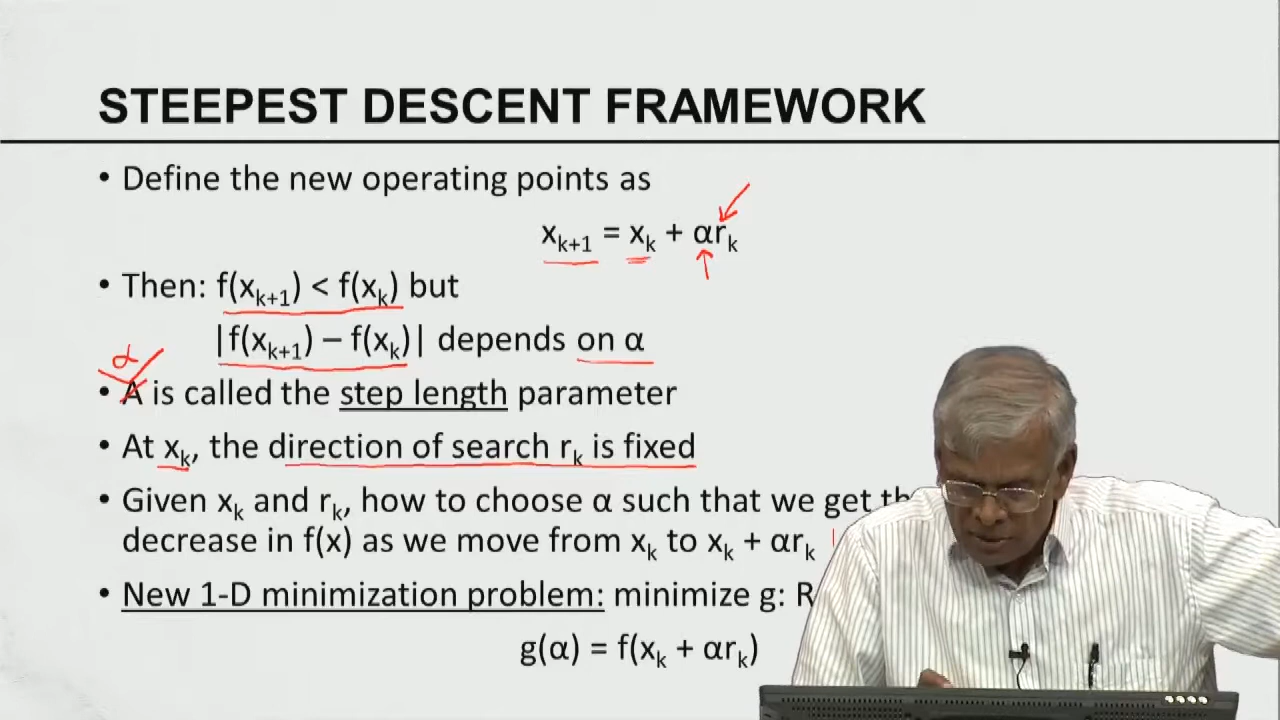 STEEPEST DESCENT FRAMEWORK
• Define the new operating points as
xₖ₊₁ = xₖ + αrₖ
• Then: f(xₖ₊₁) < f(xₖ) but
|f(xₖ₊₁) – f(xₖ)| depends on α
α
• A is called the step length parameter
• At xₖ, the direction of search rₖ is fixed
• Given xₖ and rₖ, how to choose α such that we get
decrease in f(x) as we move from xₖ to xₖ + αrₖ
• New 1-D minimization problem: minimize g: R
g(α) = f(xₖ + αrₖ)